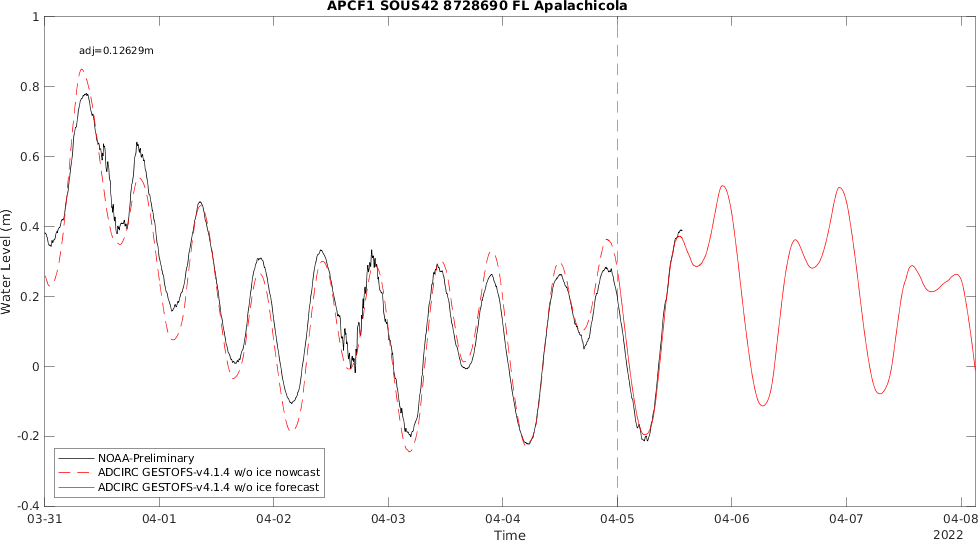 APCF1 SOUS42 8728690 FL Apalachicola
adj=0.12629m
1
0.8
0.6
0.4
0.2
0
-0.2
-0.4
Water Level (m)
NOAA-Preliminary
ADCIRC GESTOFS-v4.1.4 w/o ice nowcast
ADCIRC GESTOFS-v4.1.4 w/o ice forecast
03-31 04-01 04-02 04-03 04-04 04-05 04-06 04-07 04-08
Time
2022